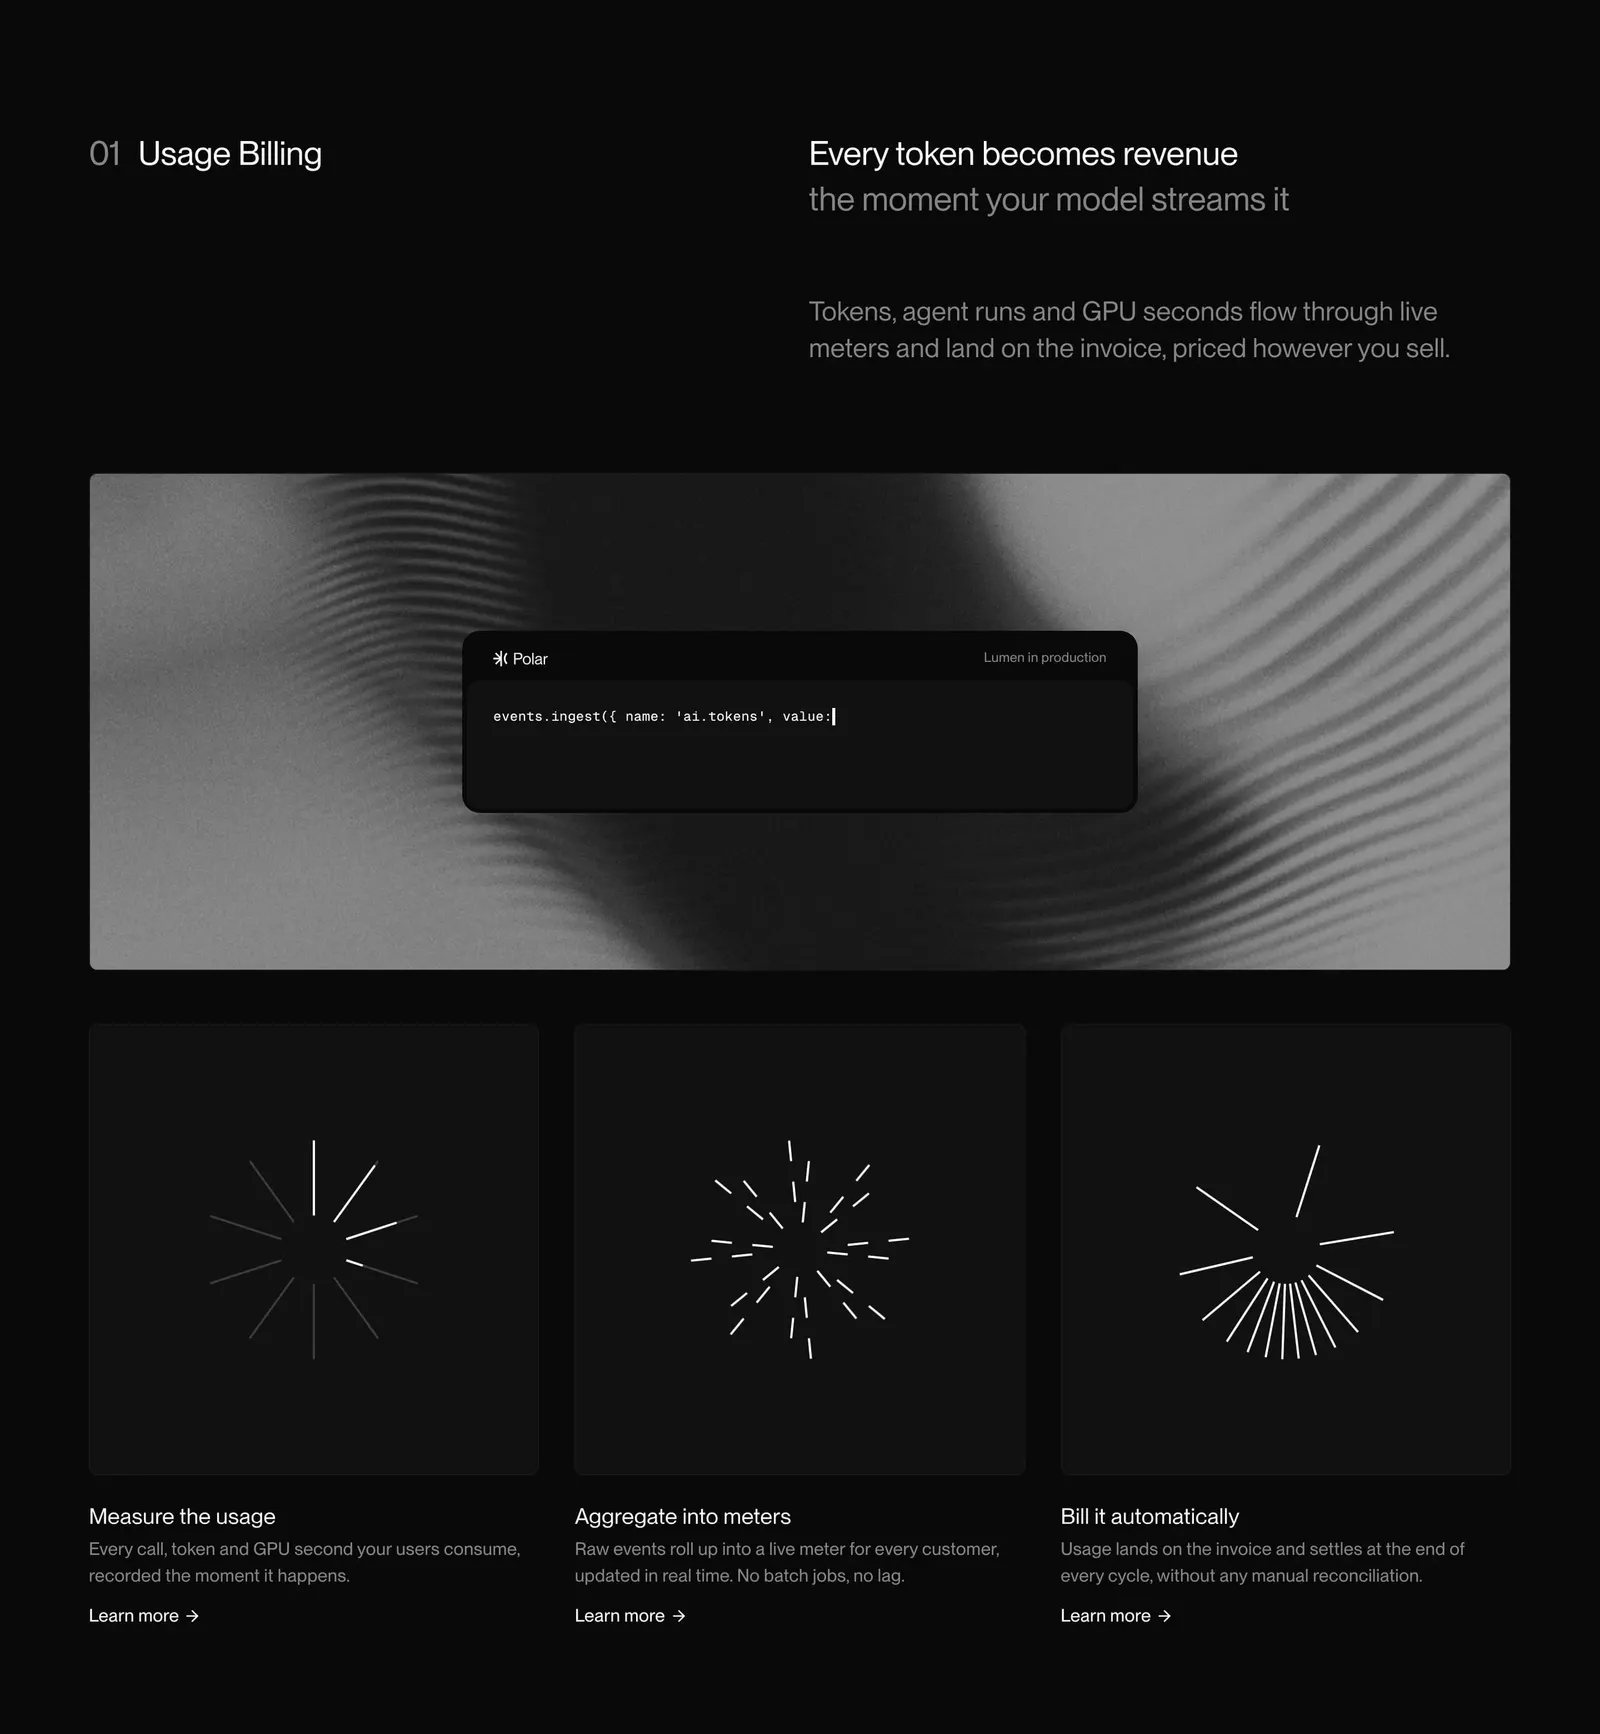 01 Usage Billing
Every token becomes revenue
the moment your model streams it
Tokens, agent runs and GPU seconds flow through live
meters and land on the invoice, priced however you sell.
Polar
Lumen in production
events.ingest({ name: 'ai.tokens', value:
Measure the usage
Every call, token and GPU second your users consume,
recorded the moment it happens.
Learn more →
Aggregate into meters
Raw events roll up into a live meter for every customer,
updated in real time. No batch jobs, no lag.
Learn more →
Bill it automatically
Usage lands on the invoice and settles at the end of
every cycle, without any manual reconciliation.
Learn more →